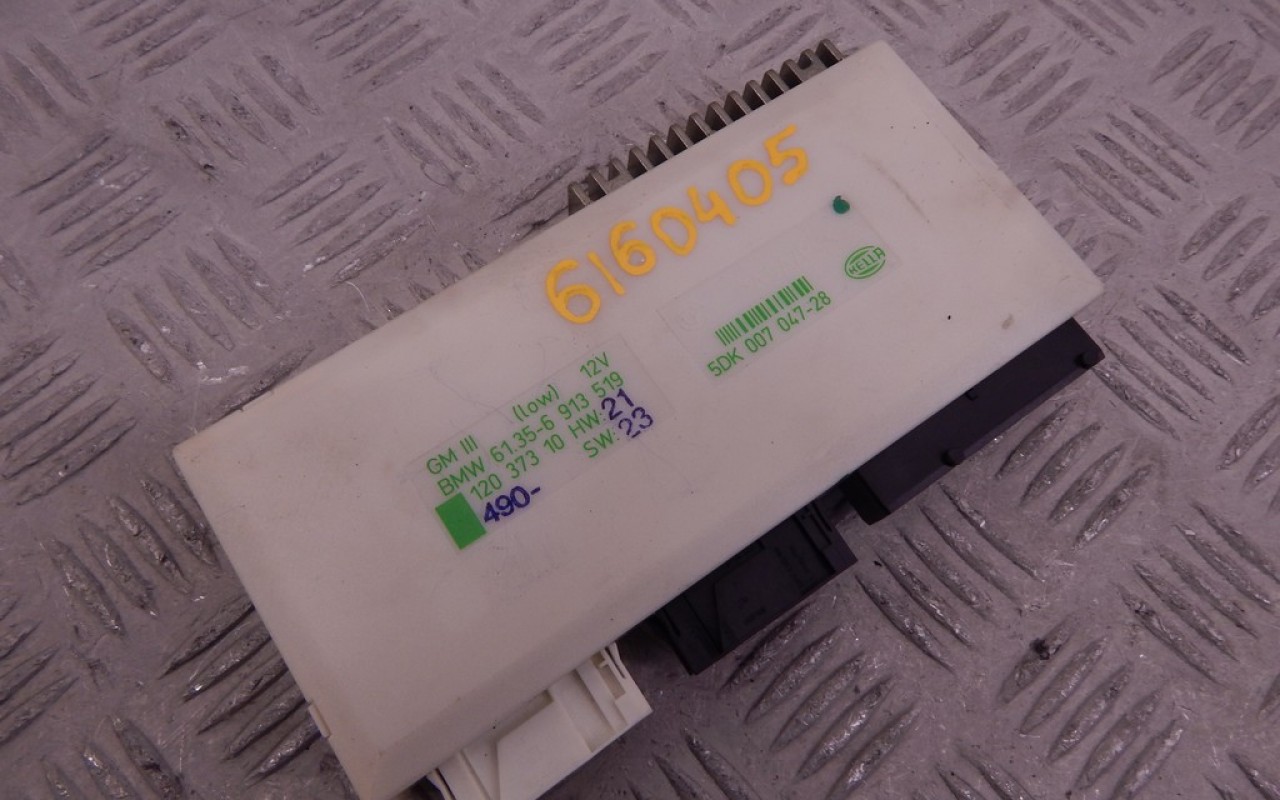 6160405
HELLA
5DK 007 047-28
GM III (low) 12V
BMW 61.35-6 913 519
120 373 10 HW: 21
SW: 23
490-